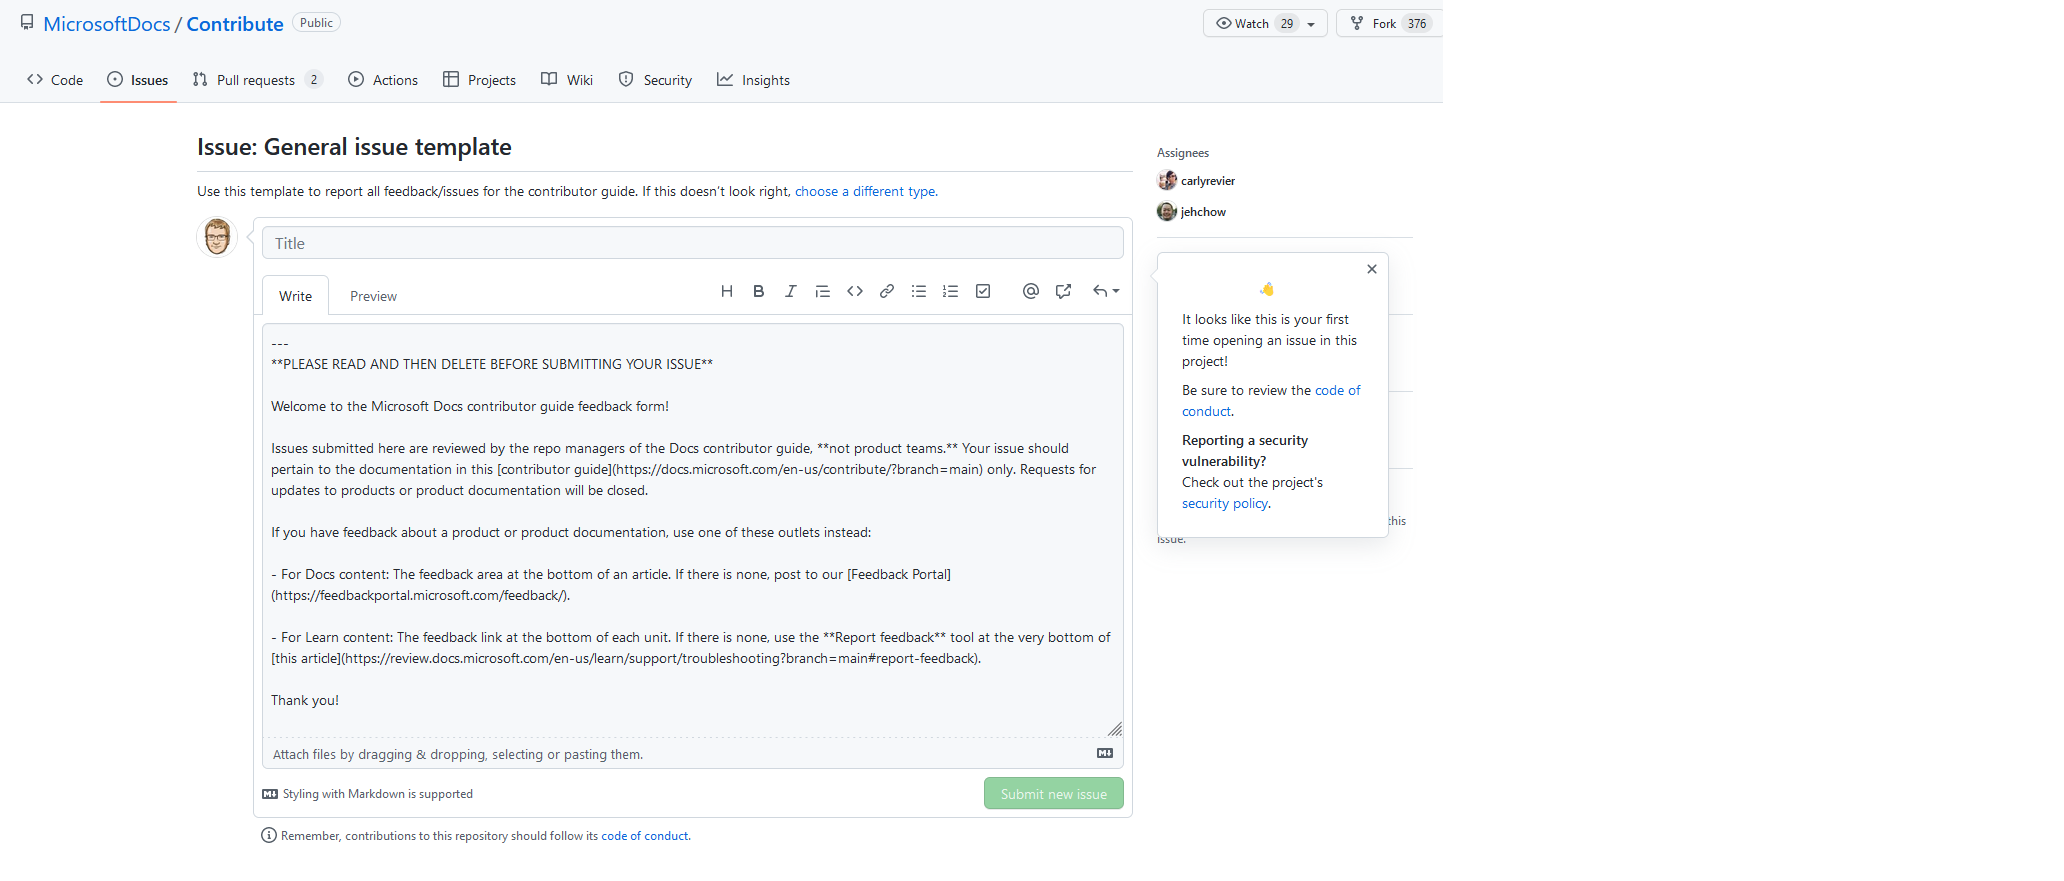 MicrosoftDocs / Contribute Public
Watch 29
Fork 376
Code
Issues
Pull requests 2
Actions
Projects
Wiki
Security
Insights
Issue: General issue template
Use this template to report all feedback/issues for the contributor guide. If this doesn't look right, choose a different type.
Title
Write
Preview
---
**PLEASE READ AND THEN DELETE BEFORE SUBMITTING YOUR ISSUE**
Welcome to the Microsoft Docs contributor guide feedback form!
Issues submitted here are reviewed by the repo managers of the Docs contributor guide, **not product teams.** Your issue should
pertain to the documentation in this [contributor guide](https://docs.microsoft.com/en-us/contribute/?branch=main) only. Requests for
updates to products or product documentation will be closed.
If you have feedback about a product or product documentation, use one of these outlets instead:
- For Docs content: The feedback area at the bottom of an article. If there is none, post to our [Feedback Portal]
(https://feedbackportal.microsoft.com/feedback/).
- For Learn content: The feedback link at the bottom of each unit. If there is none, use the **Report feedback** tool at the very bottom of
[this article](https://review.docs.microsoft.com/en-us/learn/support/troubleshooting?branch=main#report-feedback).
Thank you!
Attach files by dragging & dropping, selecting or pasting them.
Styling with Markdown is supported
Submit new issue
Remember, contributions to this repository should follow its code of conduct.
Assignees
carlyrevier
jehchow
It looks like this is your first
time opening an issue in this
project!
Be sure to review the code of
conduct.
Reporting a security
vulnerability?
Check out the project's
security policy.
this
issue.